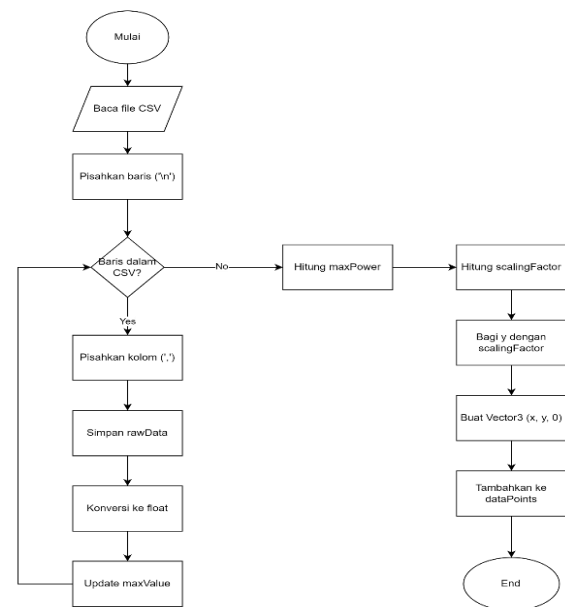 Mulai
Baca file CSV
Pisahkan baris ('\n')
Baris dalam
CSV?
No
Hitung maxPower
Hitung scalingFactor
Yes
Bagi y dengan
scalingFactor
Pisahkan kolom (',')
Buat Vector3 (x, y, 0)
Simpan rawData
Tambahkan ke
dataPoints
Konversi ke float
Update maxValue
End